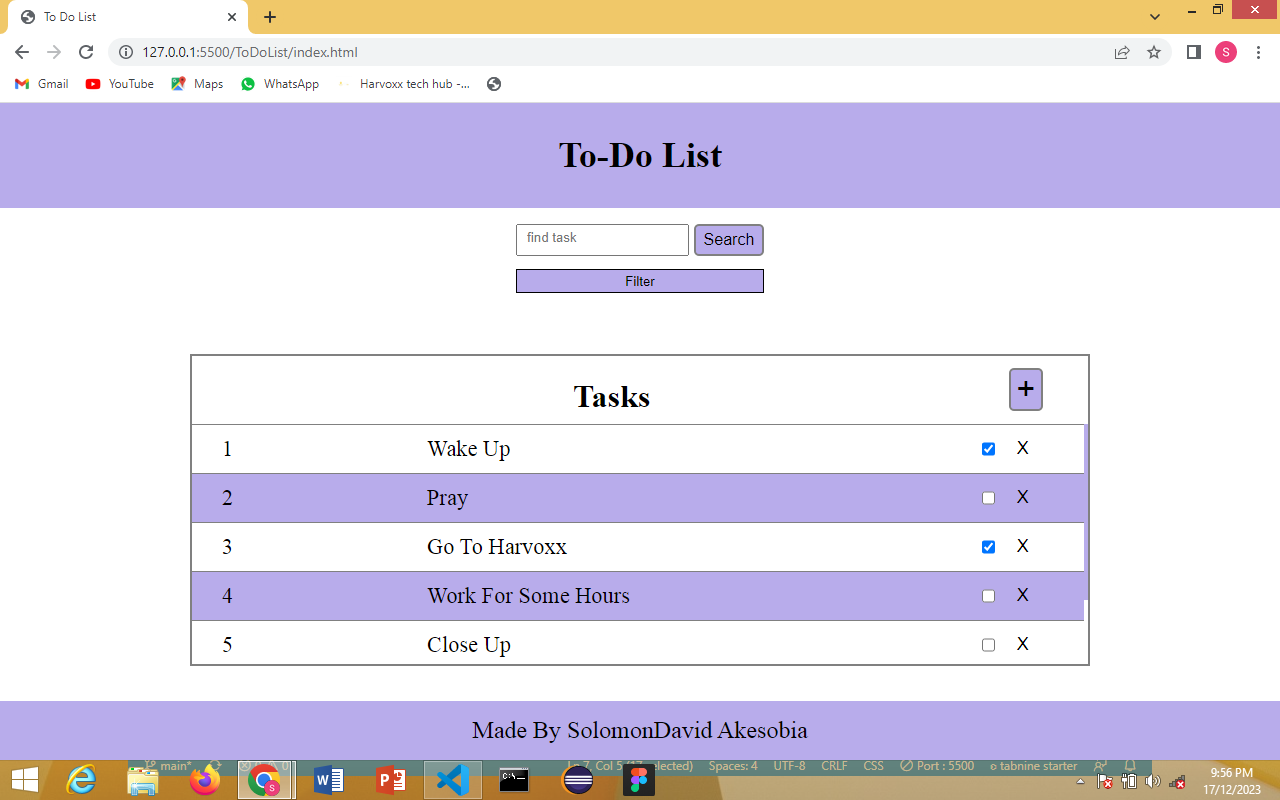 To Do List
127.0.0.1:5500/ToDoList/index.html
S
Gmail YouTube Maps WhatsApp Harvoxx tech hub -...
To-Do List
find task Search
Filter
Tasks +
1 Wake Up X
2 Pray X
3 Go To Harvoxx X
4 Work For Some Hours X
5 Close Up X
Made By SolomonDavid Akesobia
main* Ln 7, Col 5 selected) Spaces: 4 UTF-8 CRLF CSS Port : 5500 tabnine starter
9:56 PM
17/12/2023